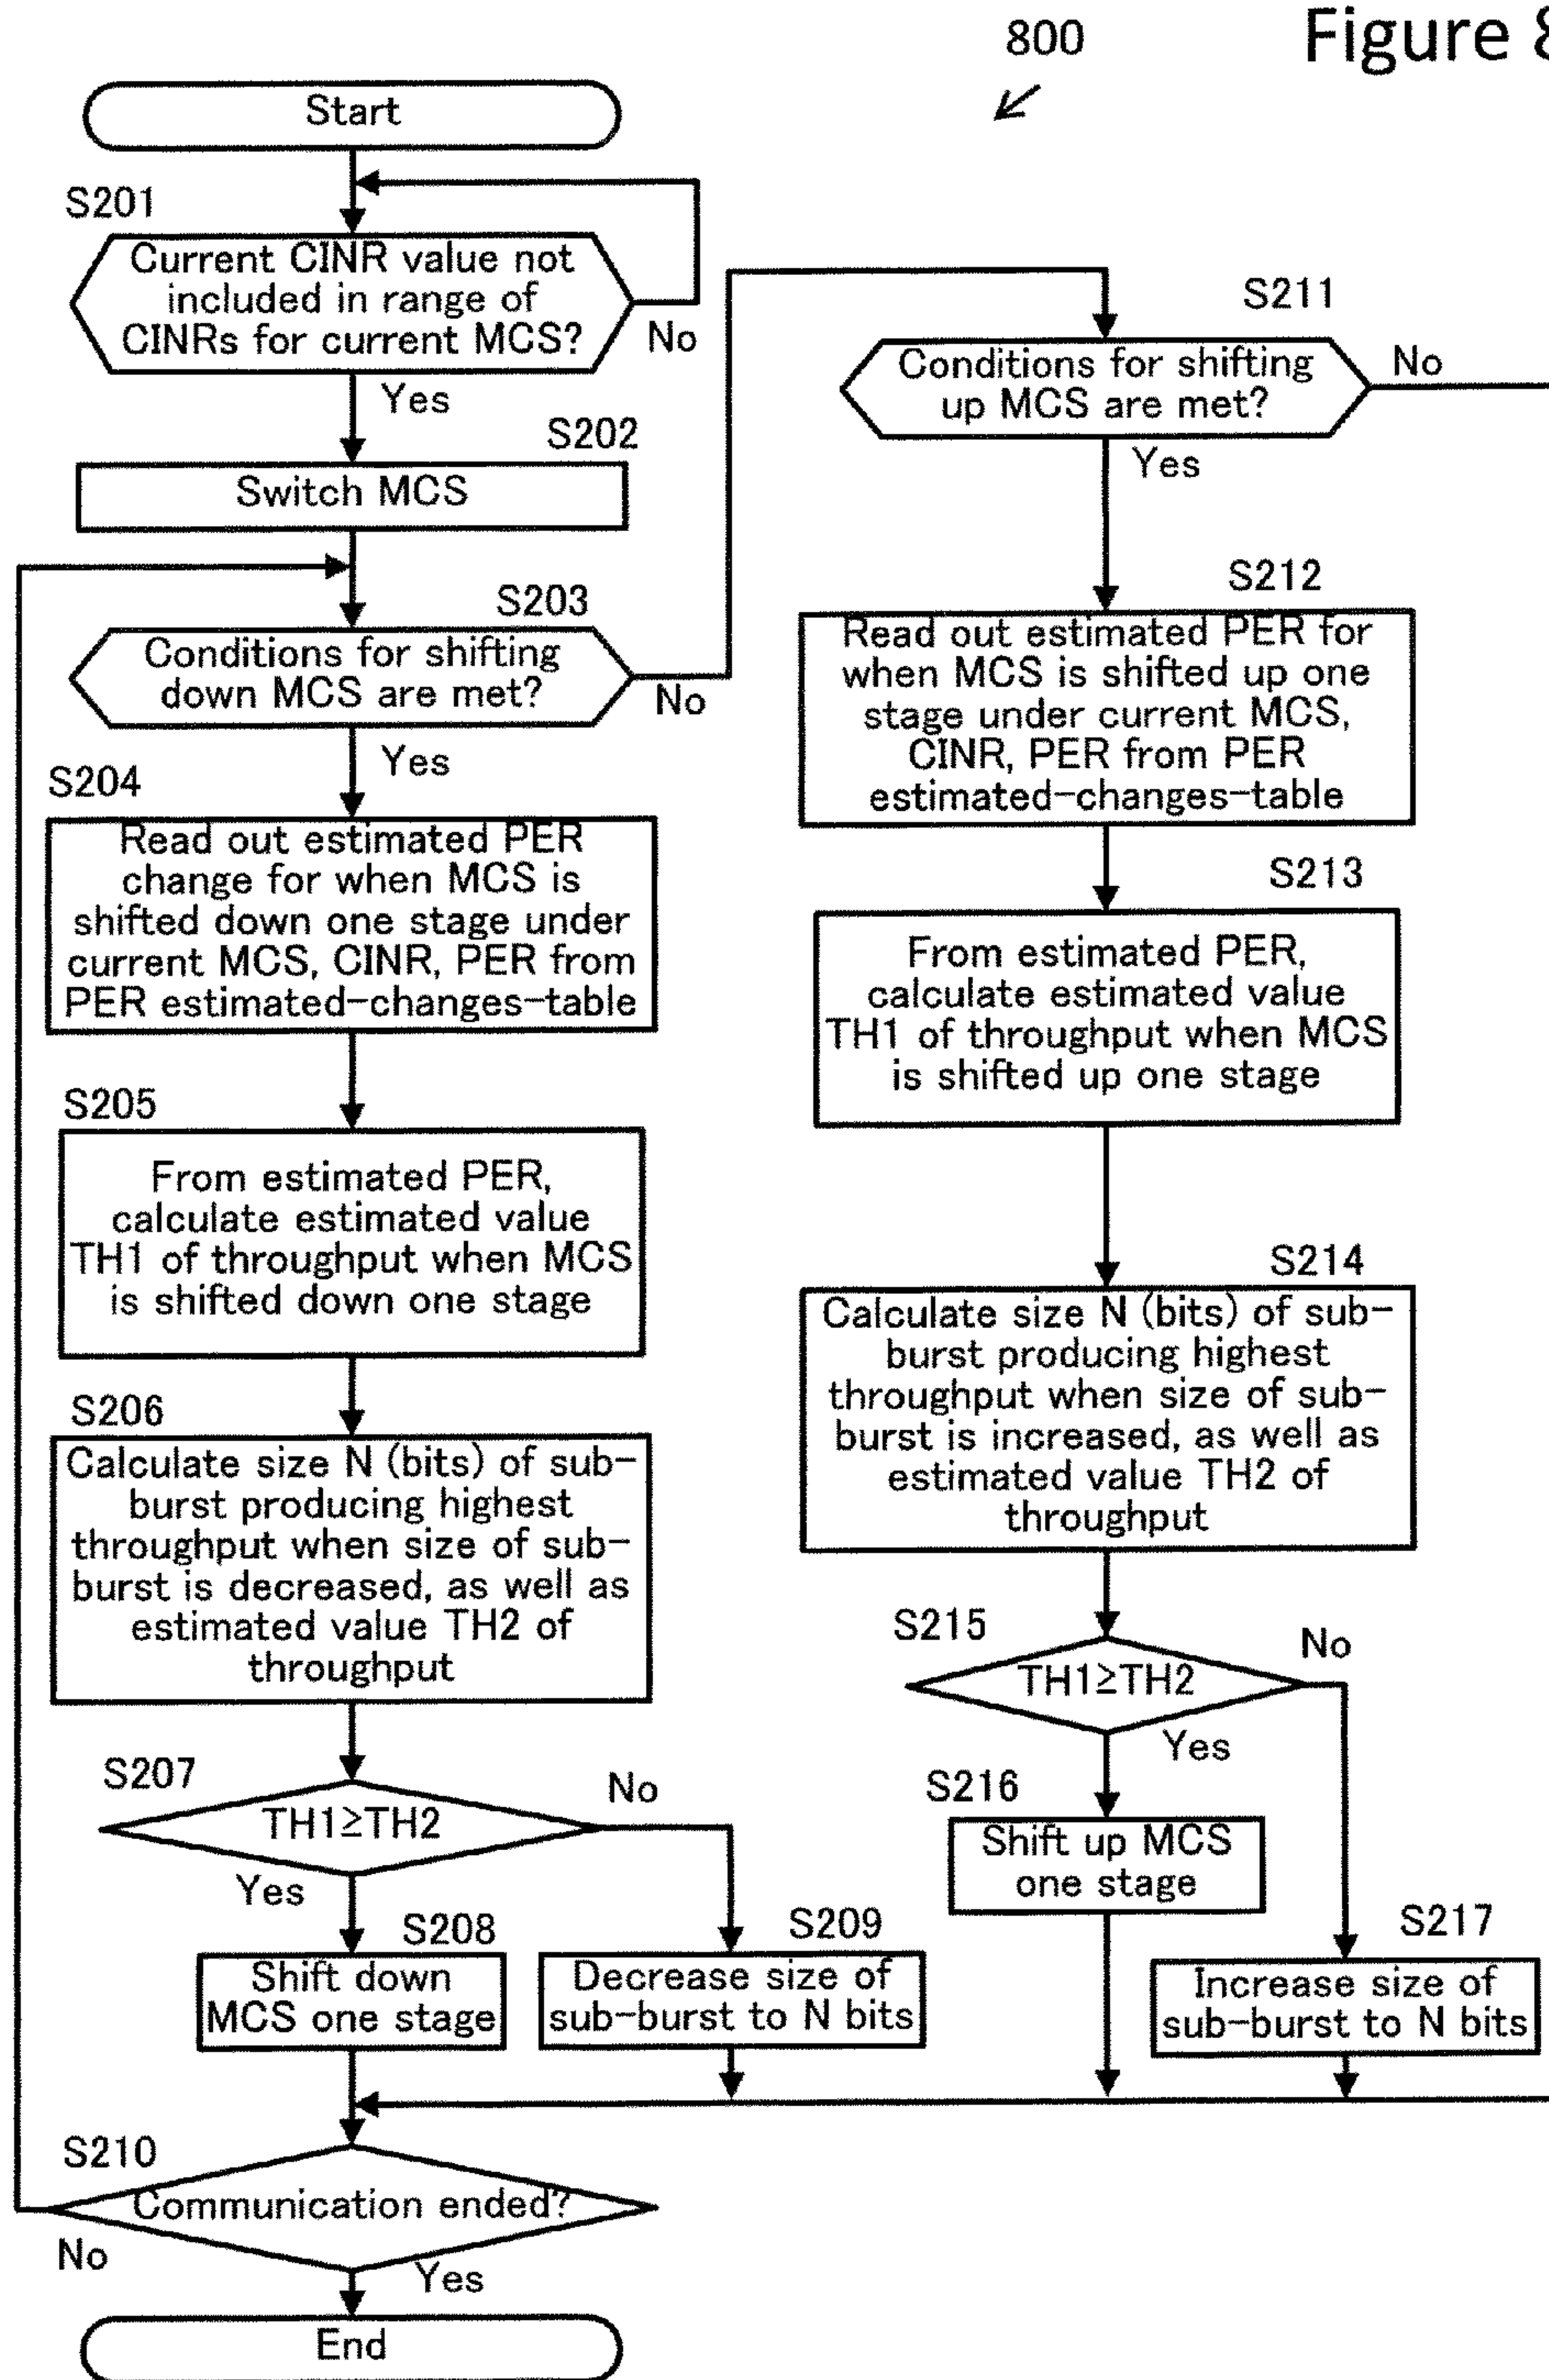 800
Figure 8
Start
S201
Current CINR value not
included in range of
CINRs for current MCS?
No
Yes
S202
Switch MCS
S203
Conditions for shifting
down MCS are met?
No
Yes
S204
Read out estimated PER
change for when MCS is
shifted down one stage under
current MCS, CINR, PER from
PER estimated-changes-table
S205
From estimated PER,
calculate estimated value
TH1 of throughput when MCS
is shifted down one stage
S206
Calculate size N (bits) of sub-
burst producing highest
throughput when size of sub-
burst is decreased, as well as
estimated value TH2 of
throughput
S207
TH1≥TH2
No
Yes
S208
Shift down
MCS one stage
S209
Decrease size of
sub-burst to N bits
S210
Communication ended?
No
Yes
End
S211
Conditions for shifting
up MCS are met?
No
Yes
S212
Read out estimated PER for
when MCS is shifted up one
stage under current MCS,
CINR, PER from PER
estimated-changes-table
S213
From estimated PER,
calculate estimated value
TH1 of throughput when MCS
is shifted up one stage
S214
Calculate size N (bits) of sub-
burst producing highest
throughput when size of sub-
burst is increased, as well as
estimated value TH2 of
throughput
S215
TH1≥TH2
No
Yes
S216
Shift up MCS
one stage
S217
Increase size of
sub-burst to N bits